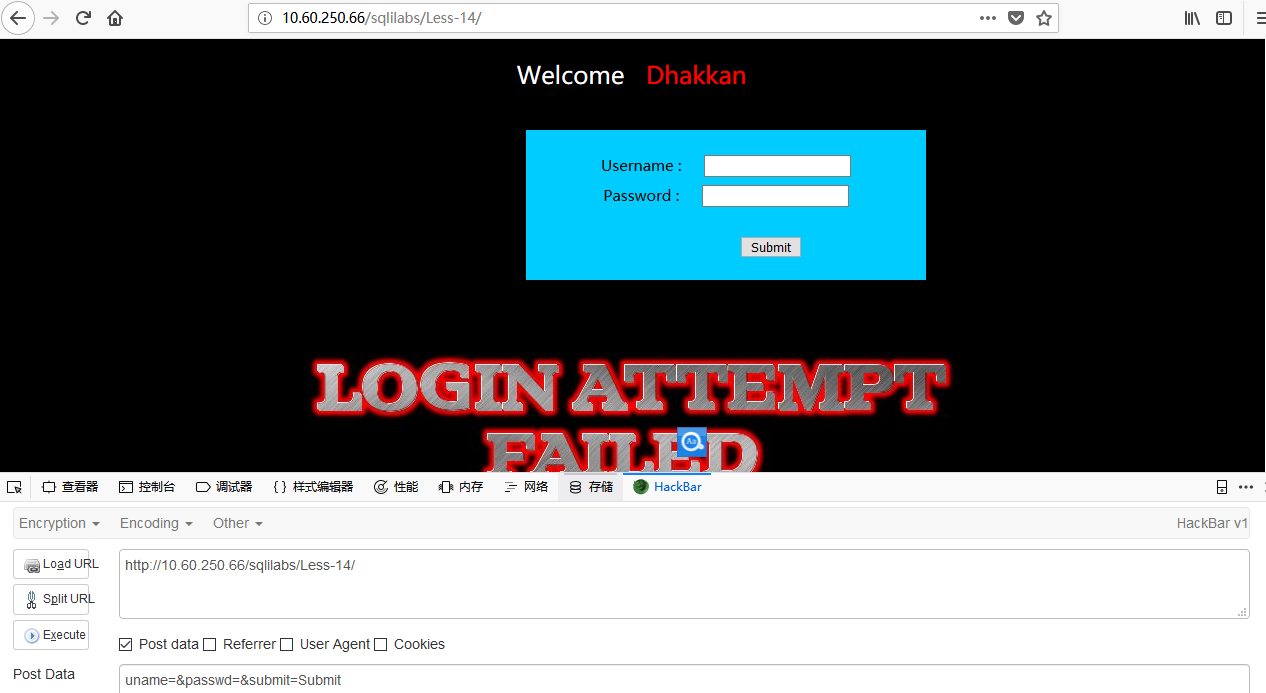 10.60.250.66/sqlilabs/Less-14/
Welcome Dhakkan
Username :
Password :
Submit
LOGIN ATTEMPT
FAILED
Aa
查看器 控制台 调试器 { } 样式编辑器 性能 内存 网络 存储 HackBar
Encryption Encoding Other HackBar v1
Load URL
http://10.60.250.66/sqlilabs/Less-14/
Split URL
Execute
Post data Referrer User Agent Cookies
Post Data
uname=&passwd=&submit=Submit